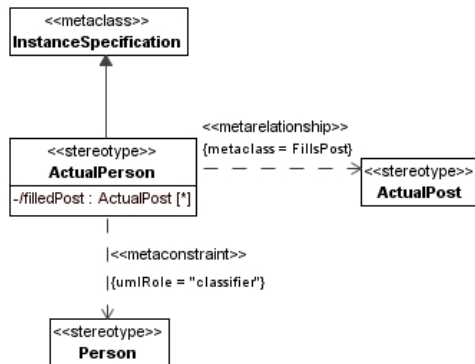 <<metaclass>>
InstanceSpecification
<<metarelationship>>
{metaclass = FillsPost}
<<stereotype>>
ActualPerson
-/filledPost : ActualPost [*]
<<stereotype>>
ActualPost
<<metaconstraint>>
{umlRole = "classifier"}
<<stereotype>>
Person